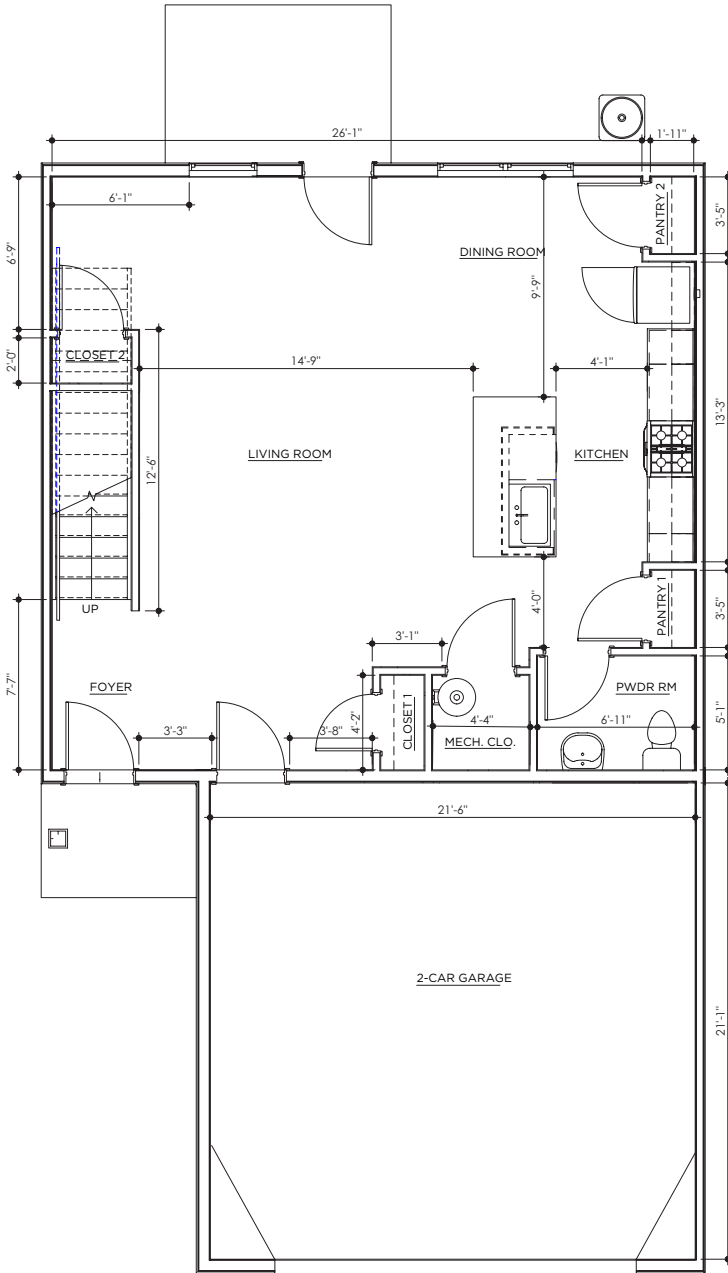 26'-1"
1'-11"
6'-1"
PANTRY 2
3'-5"
6'-9"
DINING ROOM
9'-9"
2'-0"
CLOSET 2
14'-9"
4'-1"
13'-3"
LIVING ROOM
KITCHEN
12'-6"
UP
4'-0"
PANTRY 1
3'-5"
3'-1"
7'-7"
FOYER
PWDR RM
5'-1"
3'-3"
3'-8"
4'-2"
CLOSET 1
4'-4"
6'-11"
MECH. CLO.
21'-6"
2-CAR GARAGE
21'-1"